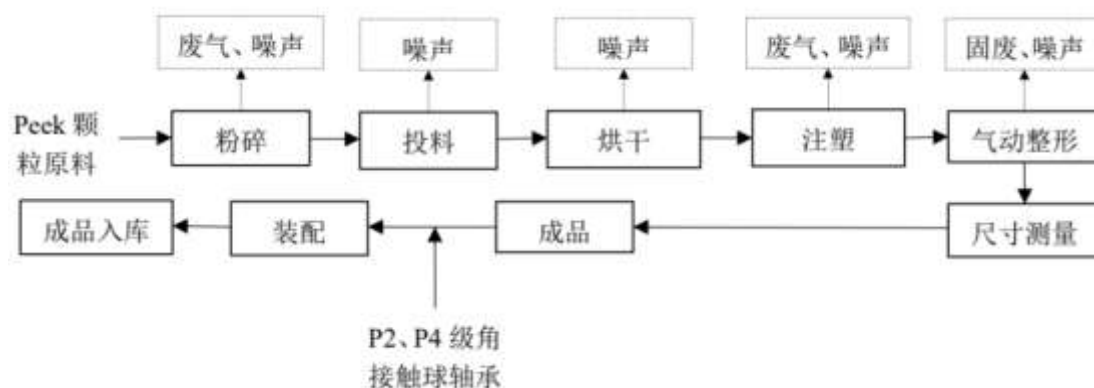 废气、噪声
噪声
噪声
废气、噪声
固废、噪声
Peek 颗
粒原料
粉碎
投料
烘干
注塑
气动整形
成品入库
装配
成品
尺寸测量
P2、P4 级角
接触球轴承